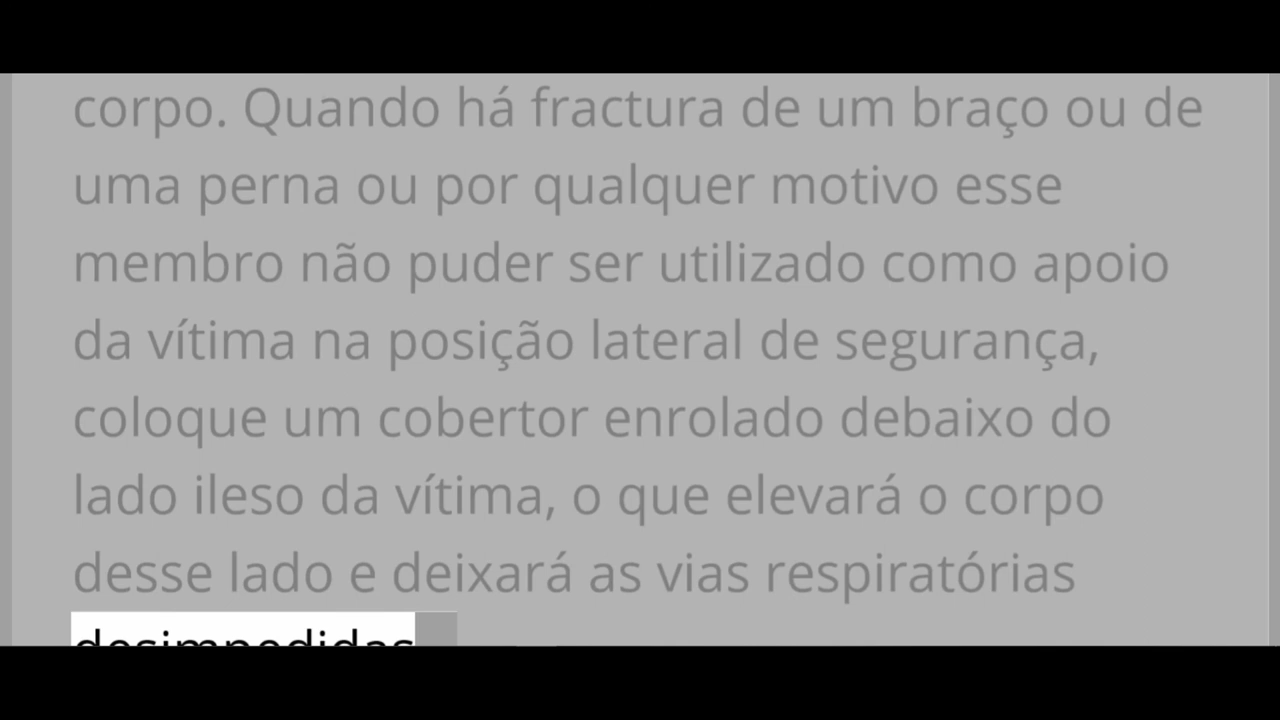 corpo. Quando há fractura de um braço ou de
uma perna ou por qualquer motivo esse
membro não puder ser utilizado como apoio
da vítima na posição lateral de segurança,
coloque um cobertor enrolado debaixo do
lado ileso da vítima, o que elevará o corpo
desse lado e deixará as vias respiratórias
desimpedidas